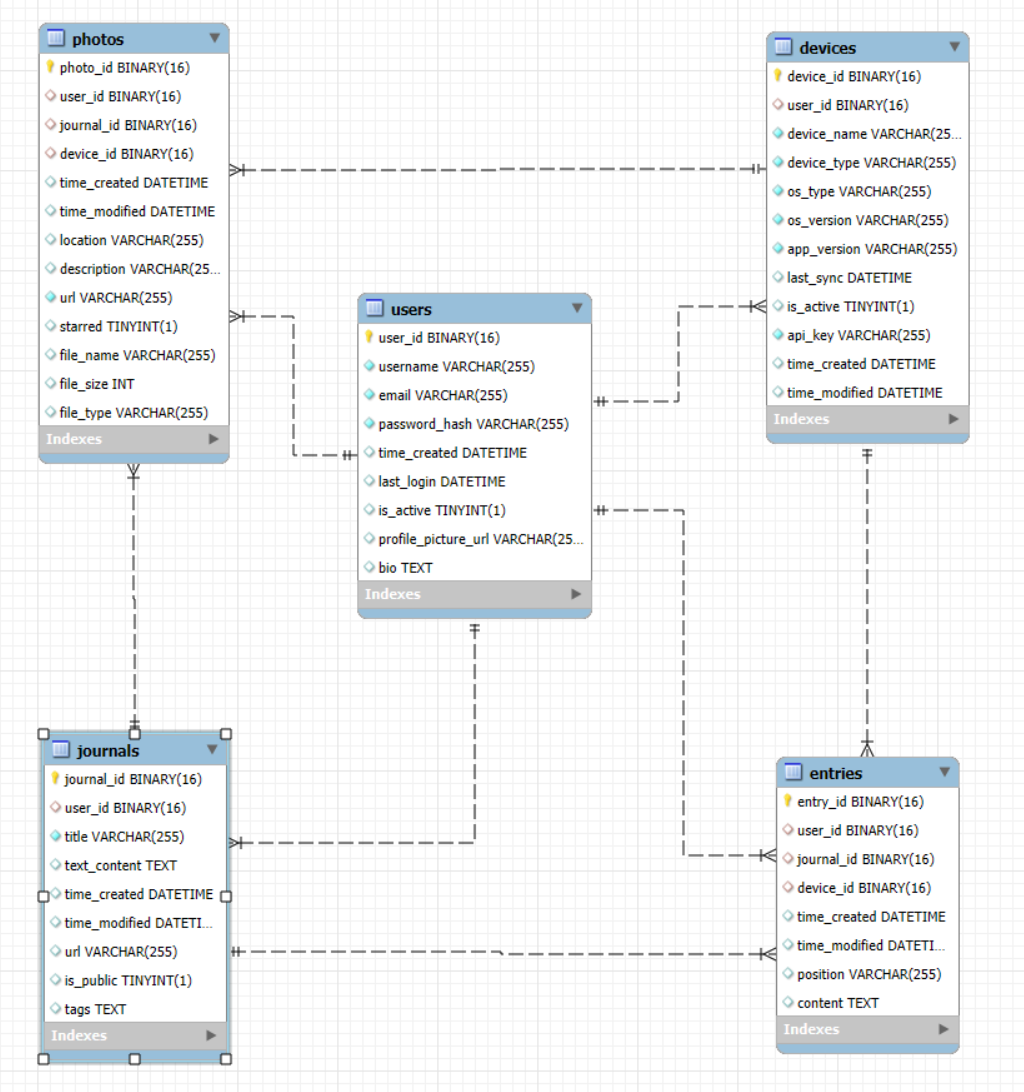 photos
photo_id BINARY(16)
user_id BINARY(16)
journal_id BINARY(16)
device_id BINARY(16)
time_created DATETIME
time_modified DATETIME
location VARCHAR(255)
description VARCHAR(25...
url VARCHAR(255)
starred TINYINT(1)
file_name VARCHAR(255)
file_size INT
file_type VARCHAR(255)
Indexes
devices
device_id BINARY(16)
user_id BINARY(16)
device_name VARCHAR(25...
device_type VARCHAR(255)
os_type VARCHAR(255)
os_version VARCHAR(255)
app_version VARCHAR(255)
last_sync DATETIME
is_active TINYINT(1)
api_key VARCHAR(255)
time_created DATETIME
time_modified DATETIME
Indexes
users
user_id BINARY(16)
username VARCHAR(255)
email VARCHAR(255)
password_hash VARCHAR(255)
time_created DATETIME
last_login DATETIME
is_active TINYINT(1)
profile_picture_url VARCHAR(25...
bio TEXT
Indexes
journals
journal_id BINARY(16)
user_id BINARY(16)
title VARCHAR(255)
text_content TEXT
time_created DATETIME
time_modified DATETI...
url VARCHAR(255)
is_public TINYINT(1)
tags TEXT
Indexes
entries
entry_id BINARY(16)
user_id BINARY(16)
journal_id BINARY(16)
device_id BINARY(16)
time_created DATETIME
time_modified DATETI...
position VARCHAR(255)
content TEXT
Indexes